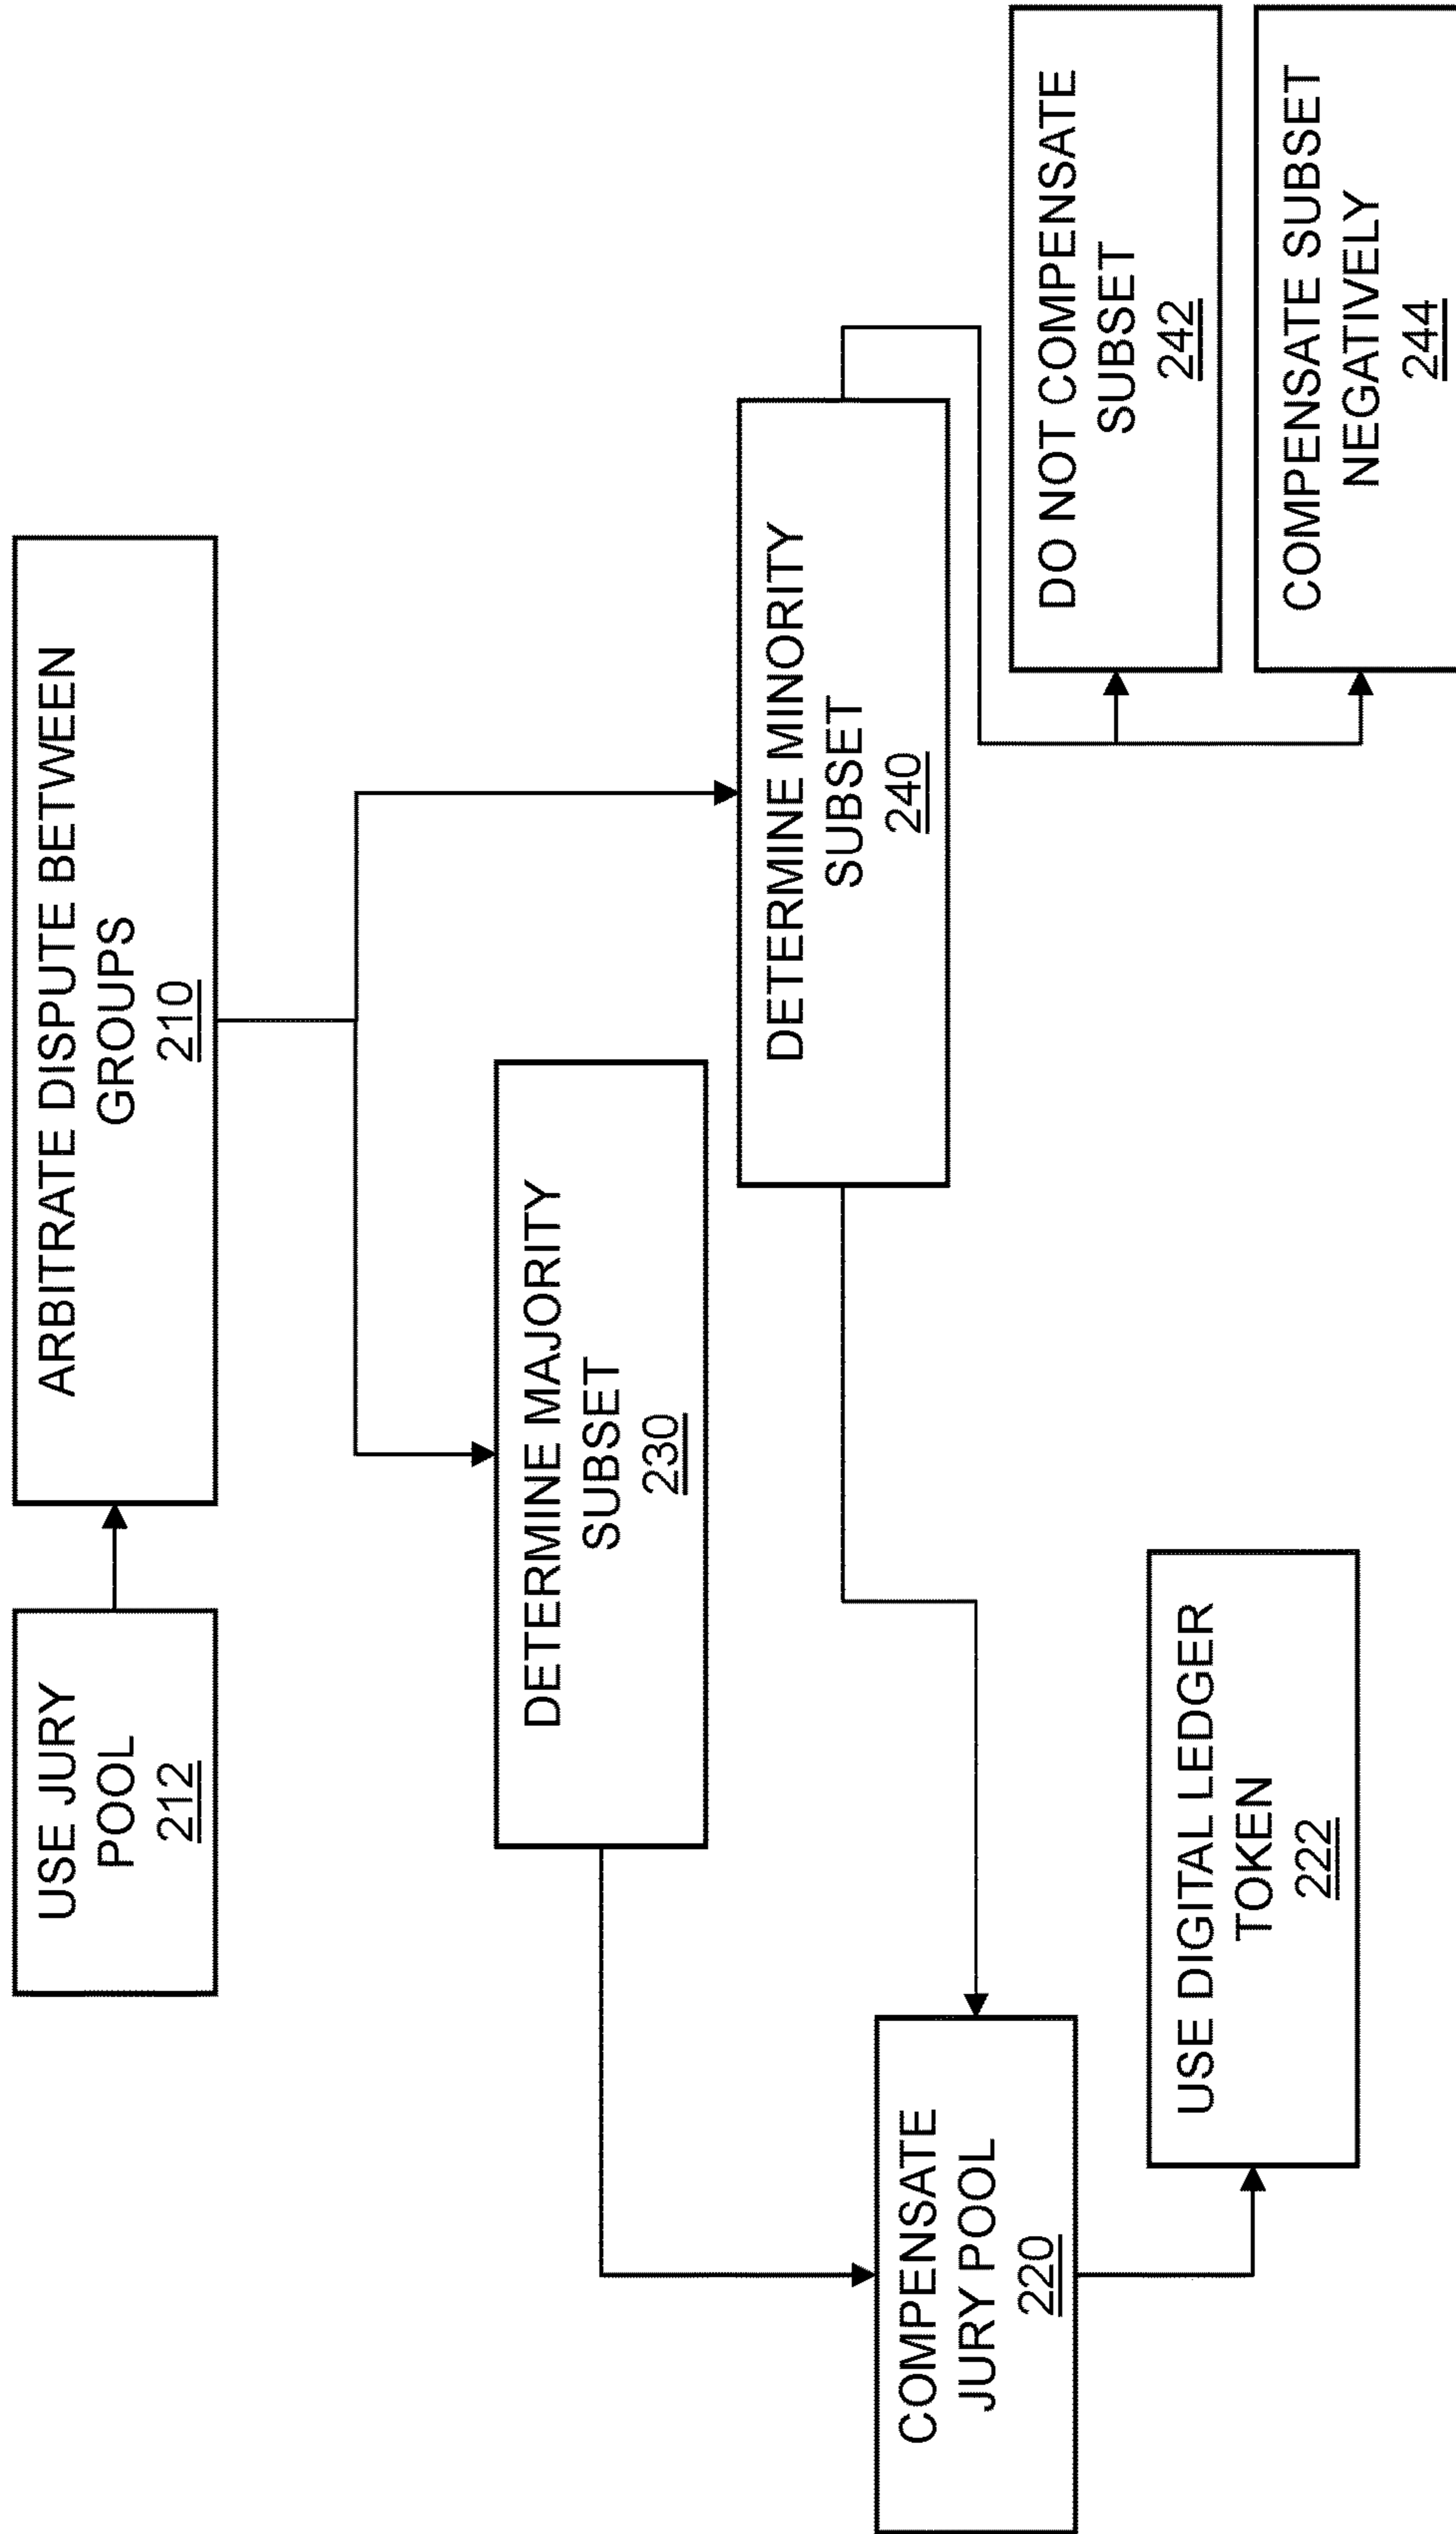 USE JURY
POOL
212
ARBITRATE DISPUTE BETWEEN
GROUPS
210
DETERMINE MAJORITY
SUBSET
230
DETERMINE MINORITY
SUBSET
240
COMPENSATE
JURY POOL
220
USE DIGITAL LEDGER
TOKEN
222
DO NOT COMPENSATE
SUBSET
242
COMPENSATE SUBSET
NEGATIVELY
244